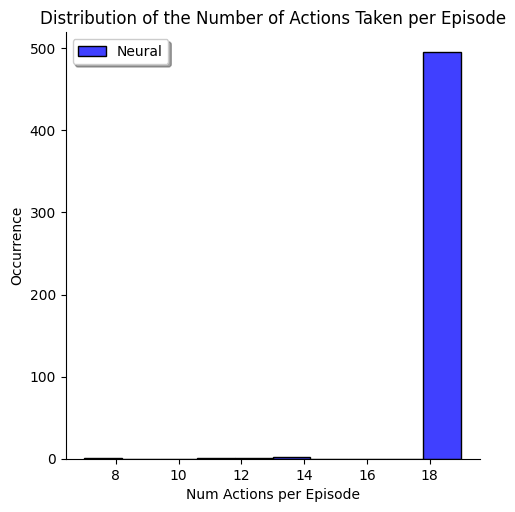 Distribution of the Number of Actions Taken per Episode
Neural
500
400
300
200
100
0
Occurrence
8 10 12 14 16 18
Num Actions per Episode